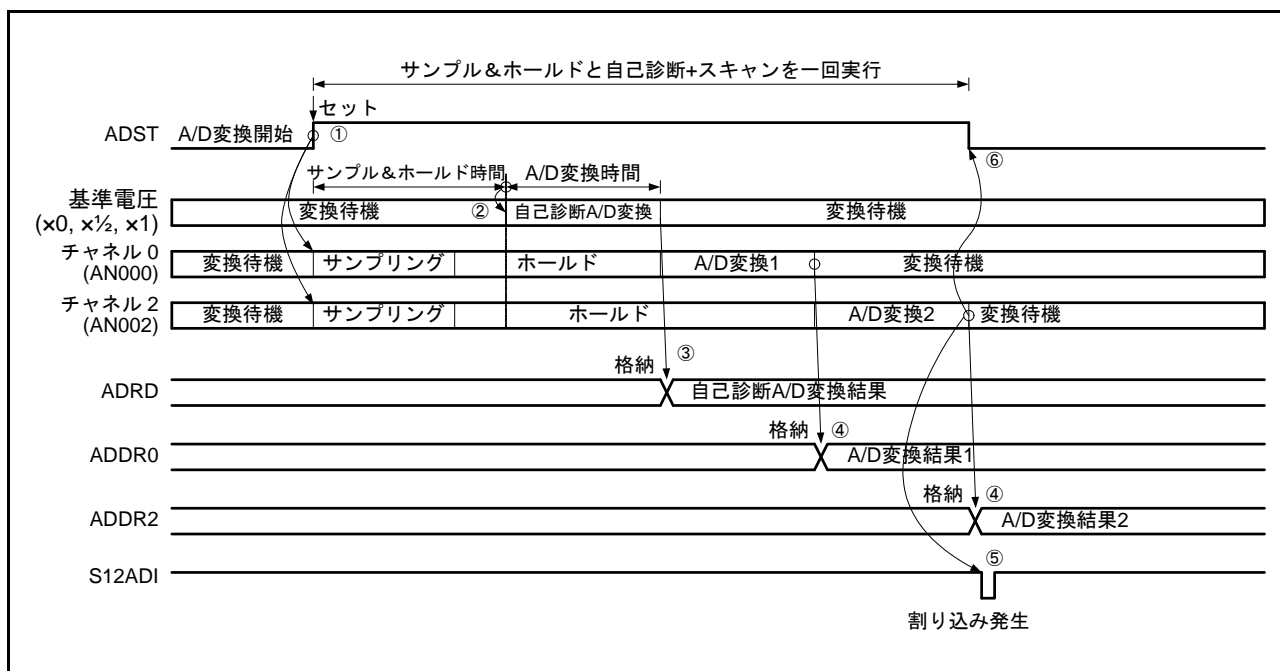 サンプル＆ホールドと自己診断+スキャンを一回実行
セット
ADST A/D変換開始 ①
⑥
サンプル＆ホールド時間 A/D変換時間
基準電圧
(×0, ×½, ×1)
変換待機 ② 自己診断A/D変換 変換待機
チャネル 0
(AN000)
変換待機 サンプリング ホールド A/D変換1 変換待機
チャネル 2
(AN002)
変換待機 サンプリング ホールド A/D変換2 変換待機
格納 ③
ADRD 自己診断A/D変換結果
格納 ④
ADDR0 A/D変換結果1
格納 ④
ADDR2 A/D変換結果2
⑤
S12ADI
割り込み発生